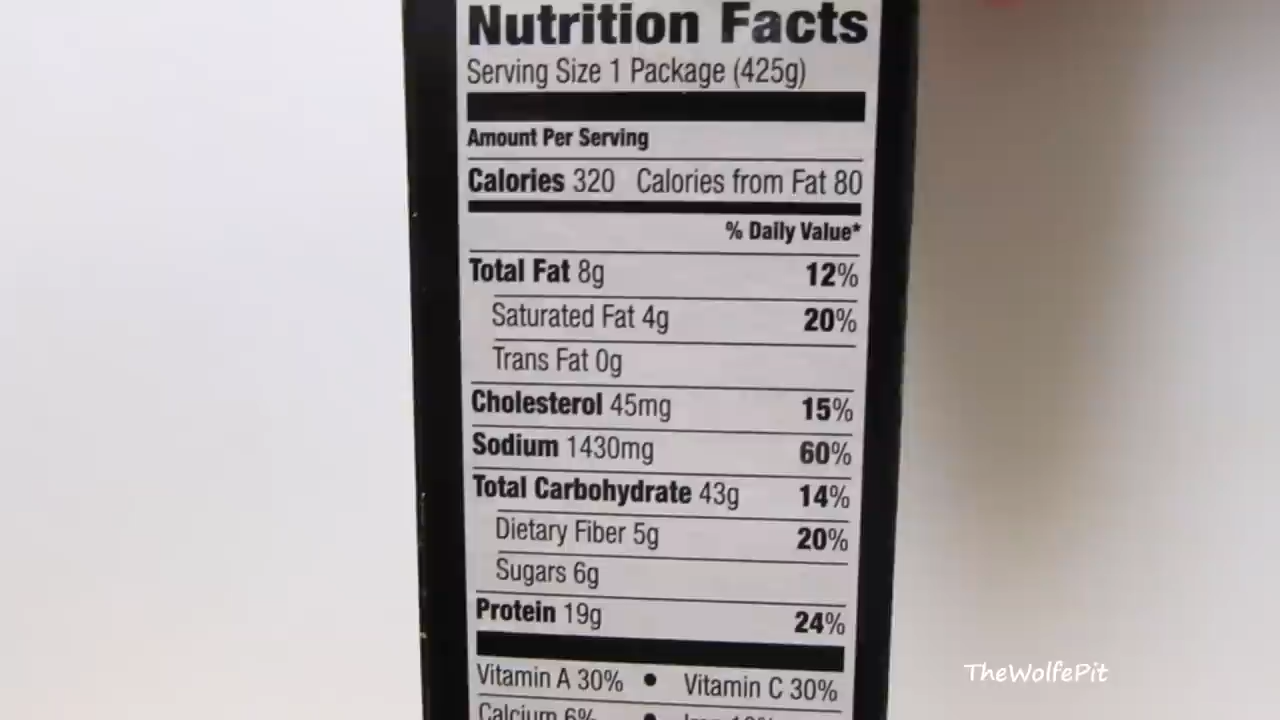 Nutrition Facts
Serving Size 1 Package (425g)
Amount Per Serving
Calories 320 Calories from Fat 80
% Daily Value*
Total Fat 8g 12%
Saturated Fat 4g 20%
Trans Fat 0g
Cholesterol 45mg 15%
Sodium 1430mg 60%
Total Carbohydrate 43g 14%
Dietary Fiber 5g 20%
Sugars 6g
Protein 19g 24%
Vitamin A 30% • Vitamin C 30%
Calcium 6% •
TheWolfePit